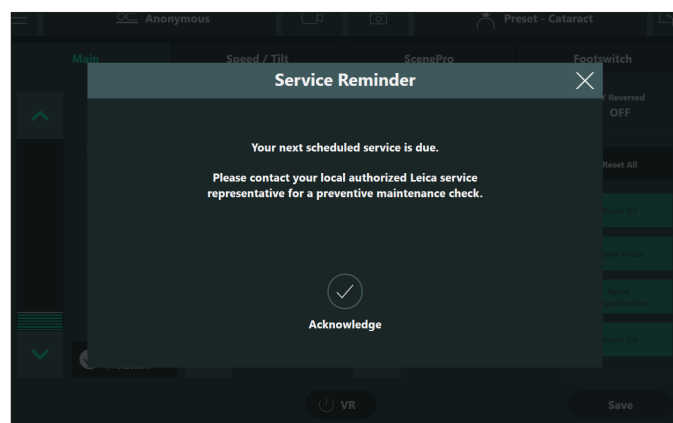 Anonymous
Preset - Cataract
Main
Speed / Tilt
ScenePro
Footswitch
Service Reminder
Reversed
OFF
Your next scheduled service is due.
Please contact your local authorized Leica service
representative for a preventive maintenance check.
Reset All
Reset XY
Reset
Reset
Acknowledge
VR
Save